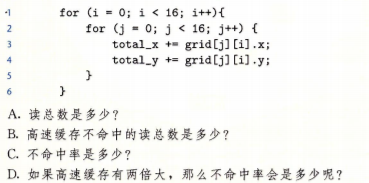 1 for (i = 0; i < 16; i++){
2 for (j = 0; j < 16; j++) {
3 total_x += grid[j][i].x;
4 total_y += grid[j][i].y;
5 }
6 }
A. 读总数是多少?
B. 高速缓存不命中的读总数是多少?
C. 不命中率是多少?
D. 如果高速缓存有两倍大，那么不命中率会是多少呢?